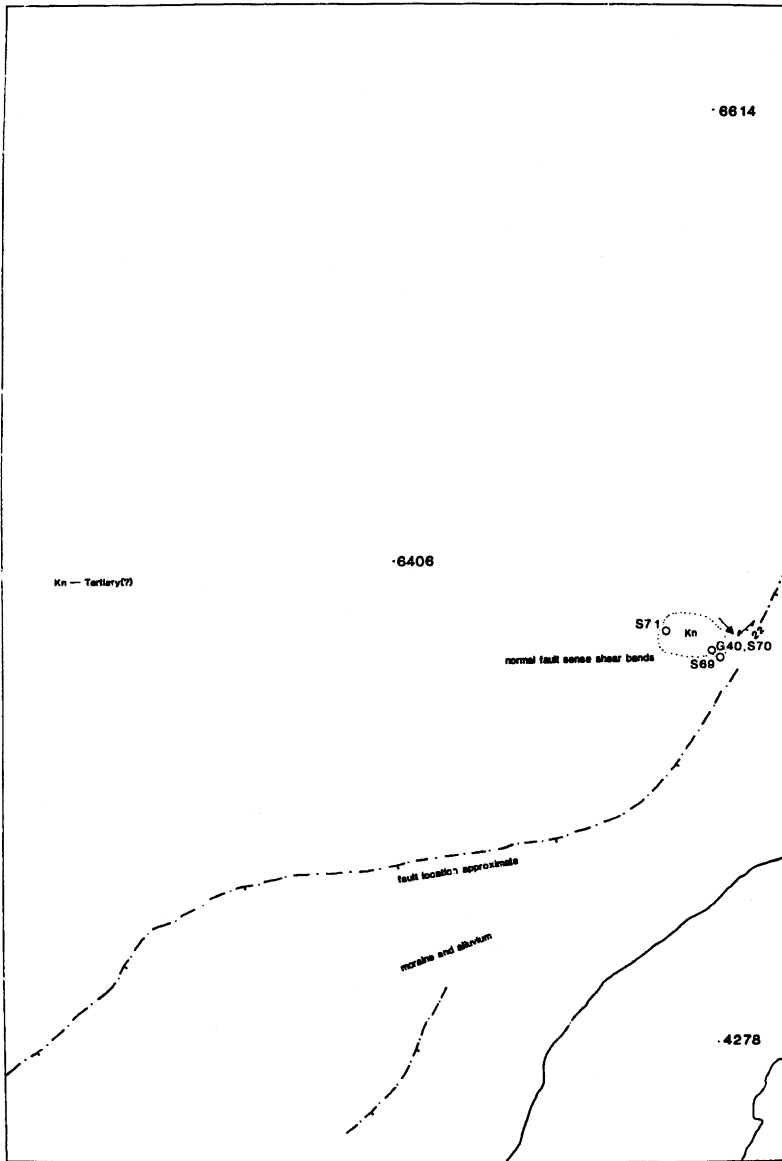 6614
6406
Kn — Tertiary(?)
S71
Kn
22
G40,S70
normal fault sense shear bands
S69
fault location approximate
moraine and alluvium
4278